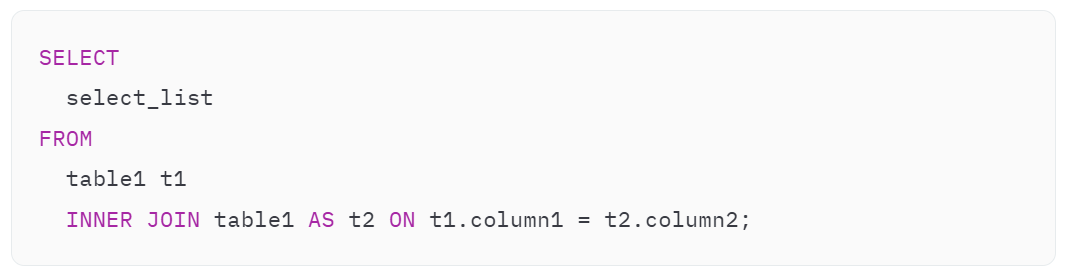 SELECT
select_list
FROM
table1 t1
INNER JOIN table1 AS t2 ON t1.column1 = t2.column2;